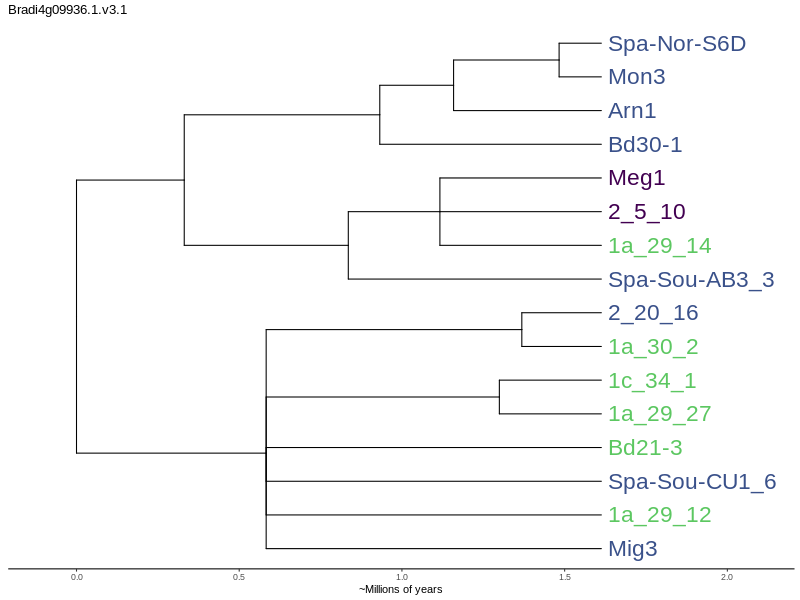 Bradi4g09936.1.v3.1
Spa-Nor-S6D
Mon3
Arn1
Bd30-1
Meg1
2_5_10
1a_29_14
Spa-Sou-AB3_3
2_20_16
1a_30_2
1c_34_1
1a_29_27
Bd21-3
Spa-Sou-CU1_6
1a_29_12
Mig3
0.0 0.5 1.0 1.5 2.0
~Millions of years